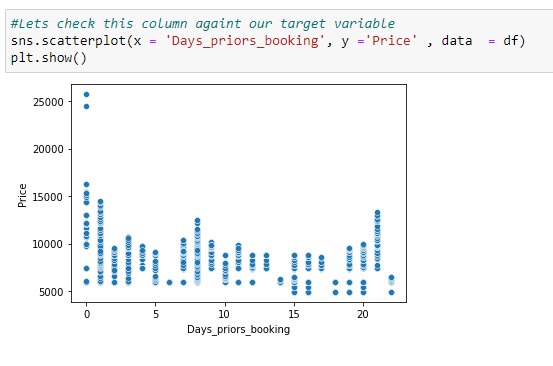 #Lets check this column againt our target variable
sns.scatterplot(x = 'Days_priors_booking', y ='Price' , data  = df)
plt.show()
25000
20000
15000
10000
5000
Price
0 5 10 15 20
Days_priors_booking